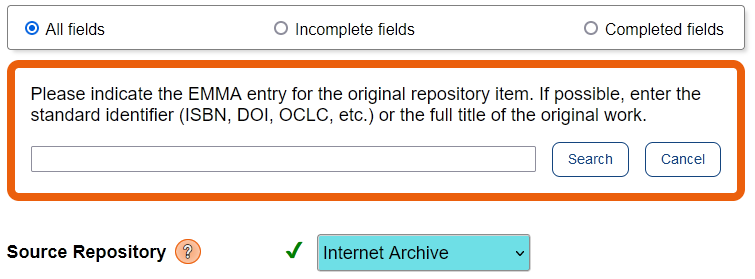 All fields Incomplete fields Completed fields
Please indicate the EMMA entry for the original repository item. If possible, enter the
standard identifier (ISBN, DOI, OCLC, etc.) or the full title of the original work.
Search Cancel
Source Repository ? ✔ Internet Archive